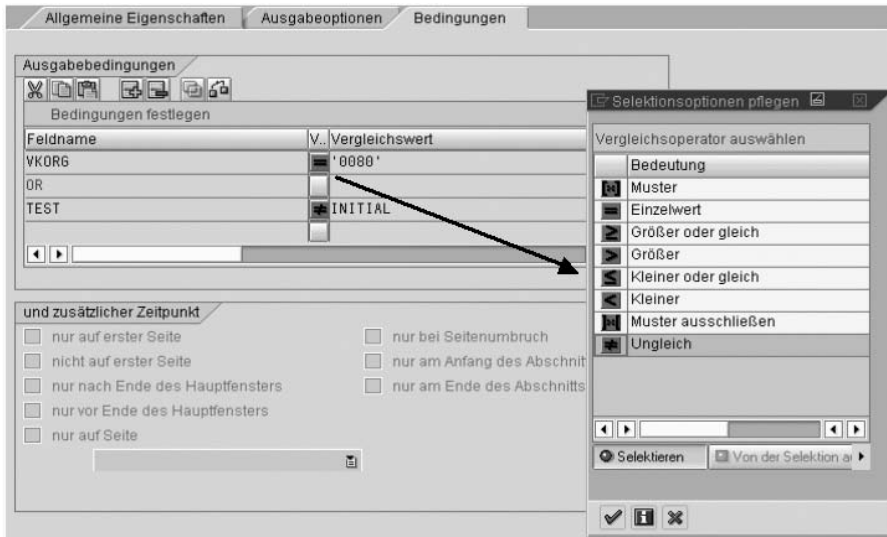 Allgemeine Eigenschaften Ausgabeoptionen Bedingungen
Ausgabebedingungen
Bedingungen festlegen
Feldname V.. Vergleichswert
VKORG = '0080'
OR
TEST ≠ INITIAL
und zusätzlicher Zeitpunkt
nur auf erster Seite nur bei Seitenumbruch
nicht auf erster Seite nur am Anfang des Abschnit
nur nach Ende des Hauptfensters nur am Ende des Abschnitts
nur vor Ende des Hauptfensters
nur auf Seite
Selektionsoptionen pflegen
Vergleichsoperator auswählen
Bedeutung
Muster
= Einzelwert
≥ Größer oder gleich
> Größer
≤ Kleiner oder gleich
< Kleiner
Muster ausschließen
≠ Ungleich
Selektieren Von der Selektion